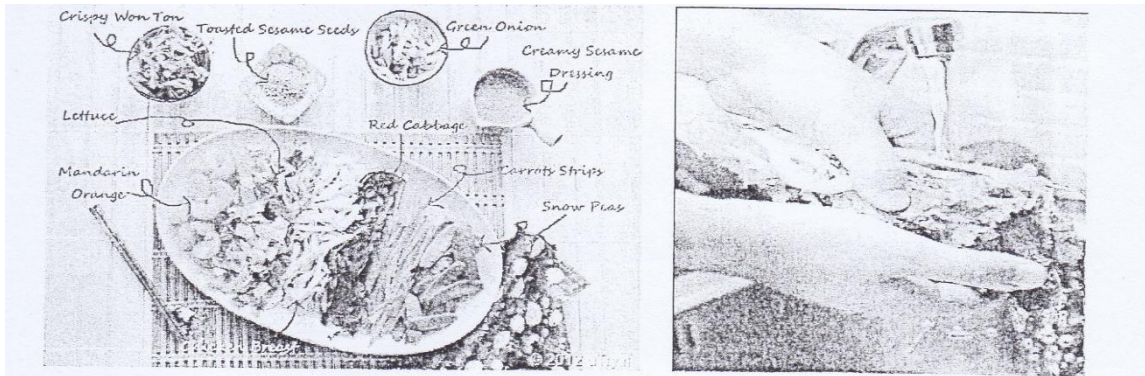 Crispy Won Ton
Toasted Sesame Seeds
Green Onion
Creamy Sesame
Dressing
Lettuce
Red Cabbage
Mandarin
Orange
Carrots Strips
Snow Peas
Chicken Breast
© 2012